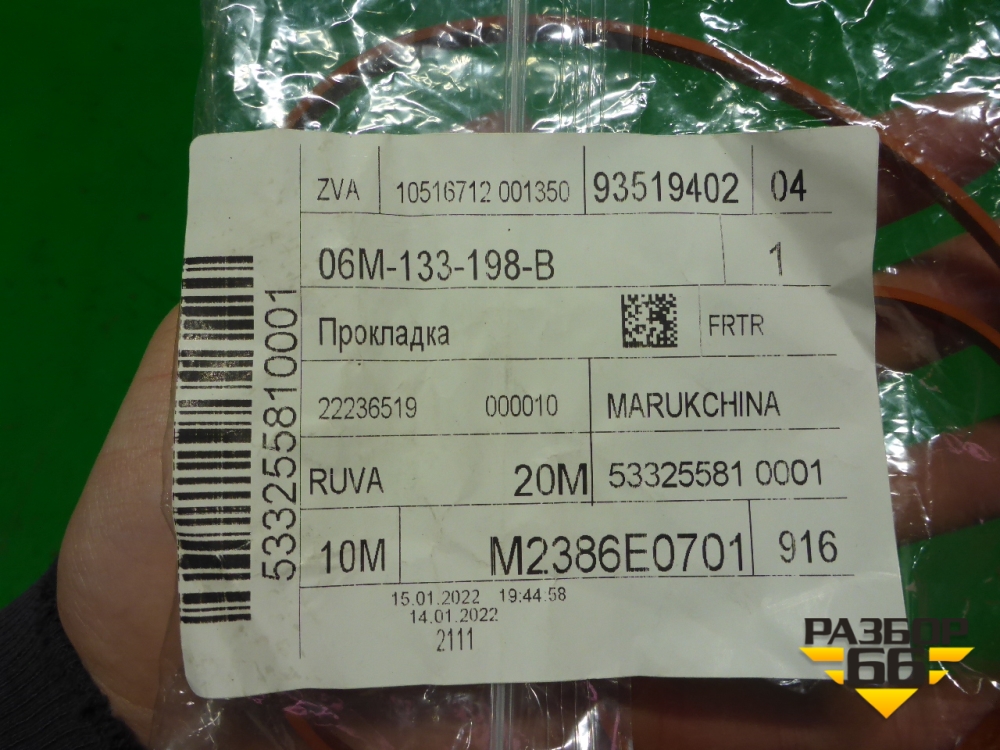 ZVA 10516712 001350 93519402 04
06M-133-198-B 1
Прокладка FRTR
22236519 000010 MARUKCHINA
RUVA 20M 53325581 0001
10M M2386E0701 916
15.01.2022 19:44:58
14.01.2022
2111
533255810001
РАЗБОР
66